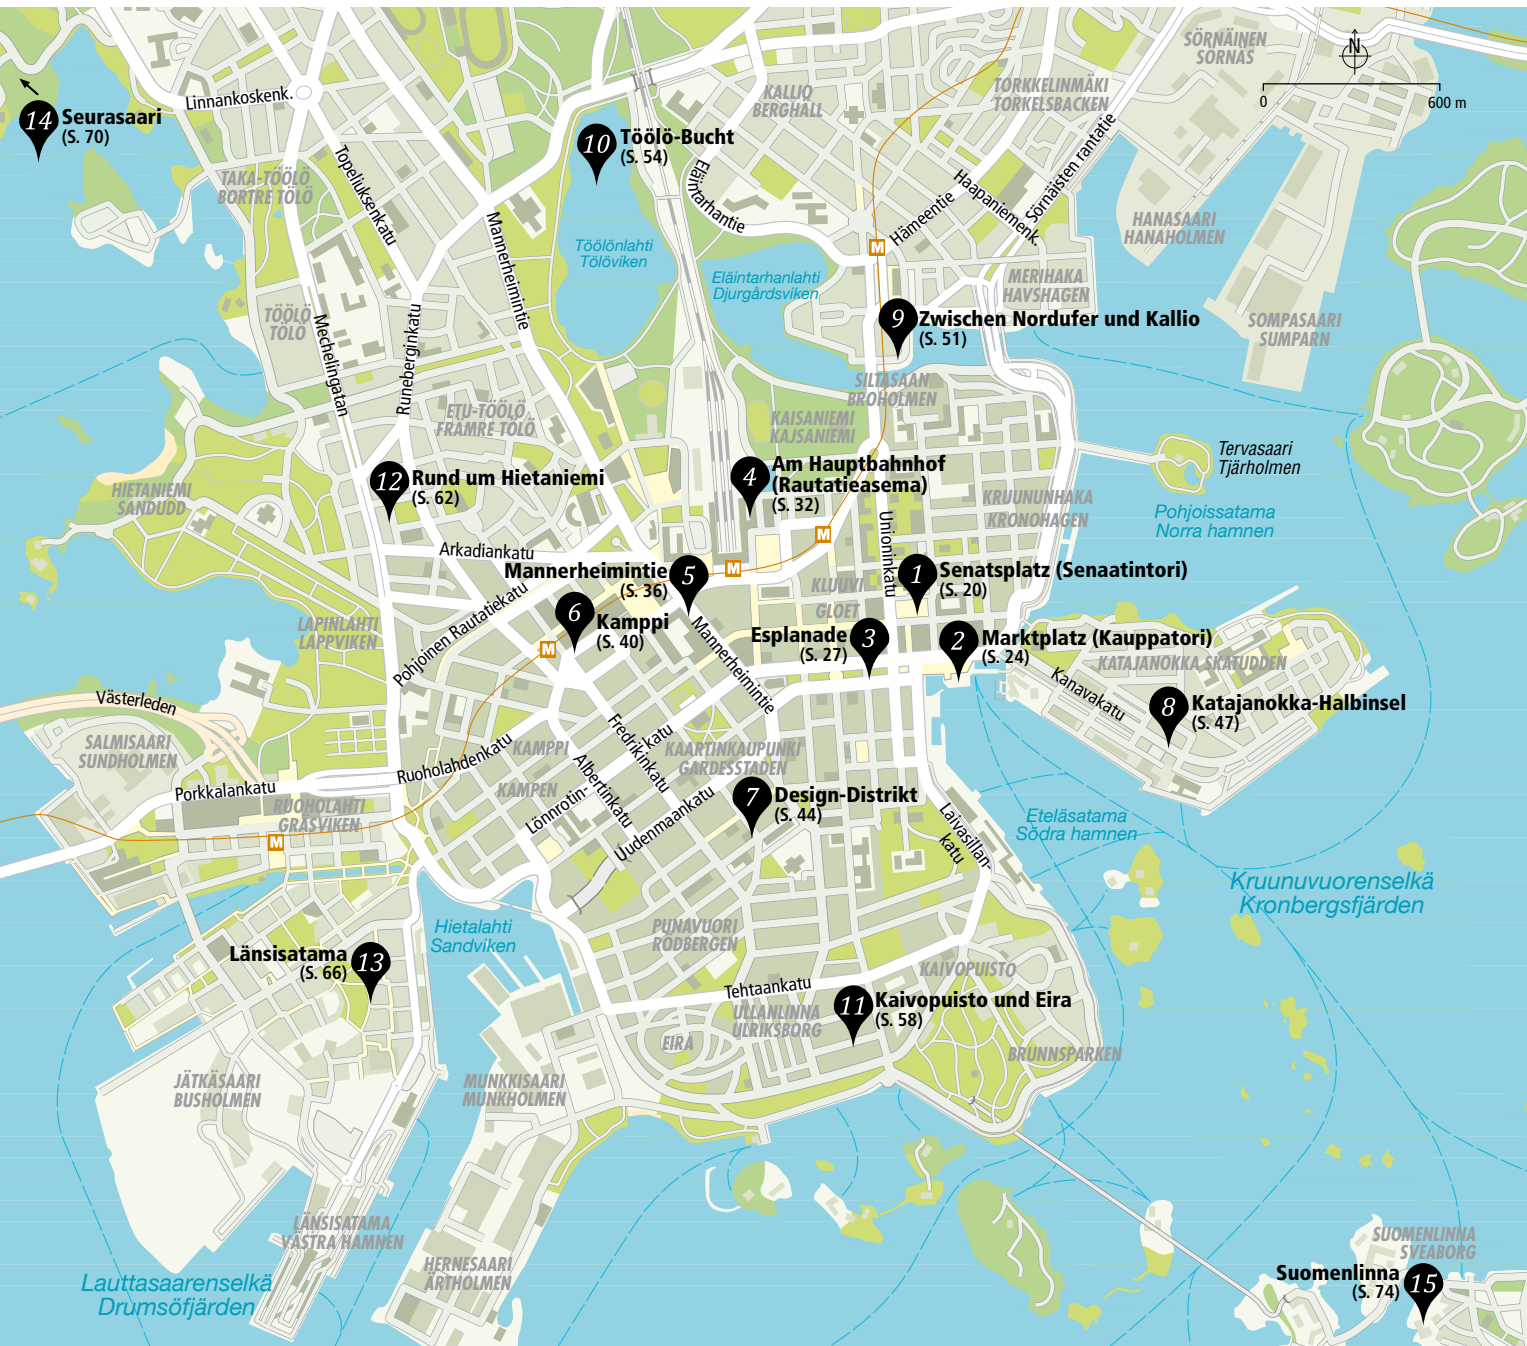 SÖRNÄINEN
SÖRNÄS
N
0
600 m
KALLIO
BERGHÄLL
TORKKELINMÄKI
TORKELSBACKEN
Linnankoskenk.
14
Seurasaari
(S. 70)
10
Töölö-Bucht
(S. 54)
Topeliuksenkatu
TAKA-TÖÖLÖ
BORTRE TÖLÖ
Eläintarhantie
Haapaniemenk.
Sörnäisten rantatie
Hämeentie
HANASAARI
HANAHOLMEN
Mannerheimintie
Töölönlahti
Tölöviken
M
Eläintarhanlahti
Djurgårdsviken
MERIHAKA
HAVSHAGEN
TÖÖLÖ
TÖLÖ
Mechelingatan
Runeberginkatu
9
Zwischen Nordufer und Kallio
(S. 51)
SOMPASAARI
SUMPARN
SILTASAARI
BROHOLMEN
ETU-TÖÖLÖ
FRÄMRE TÖLÖ
KAISANIEMI
KAJSANIEMI
Tervasaari
Tjärholmen
4
Am Hauptbahnhof
(Rautatieasema)
(S. 32)
12
Rund um Hietaniemi
(S. 62)
HIETANIEMI
SANDUDD
KRUUNUNHAKA
KRONOHAGEN
Pohjoissatama
Norra hamnen
Unioninkatu
M
Arkadiankatu
M
Mannerheimintie
(S. 36)
5
1
Senatsplatz (Senaatintori)
(S. 20)
KLUUVI
GLOET
6
Kamppi
(S. 40)
LAPINLAHTI
LAPPVIKEN
Pohjoinen Rautatiekatu
M
Mannerheimintie
Esplanade
(S. 27)
3
2
Marktplatz (Kauppatori)
(S. 24)
KATAJANOKKA SKATUDDEN
Kanavakatu
8
Katajanokka-Halbinsel
(S. 47)
Västerleden
SALMISAARI
SUNDHOLMEN
Ruoholahdenkatu
KAMPPI
KAMPEN
Fredrikinkatu
Albertinkatu
Lönnrotin-
katu
KAARTINKAUPUNKI
GARDESSTADEN
Porkkalankatu
RUOHOLAHTI
GRÄSVIKEN
M
Uudenmaankatu
7
Design-Distrikt
(S. 44)
Laivasillan-
katu
Eteläsatama
Södra hamnen
Kruunuvuorenselkä
Kronbergsfjärden
Hietalahti
Sandviken
PUNAVUORI
RÖDBERGEN
Länsisatama
(S. 66)
13
KAIVOPUISTO
Tehtaankatu
11
Kaivopuisto und Eira
(S. 58)
ULLANLINNA
ULRIKSBORG
EIRA
BRUNNSPARKEN
JÄTKÄSAARI
BUSHOLMEN
MUNKKISAARI
MUNKHOLMEN
LÄNSISATAMA
VÄSTRA HAMNEN
HERNESAARI
ÄRTHOLMEN
Lauttasaarenselkä
Drumsöfjärden
SUOMENLINNA
SVEABORG
Suomenlinna
(S. 74)
15